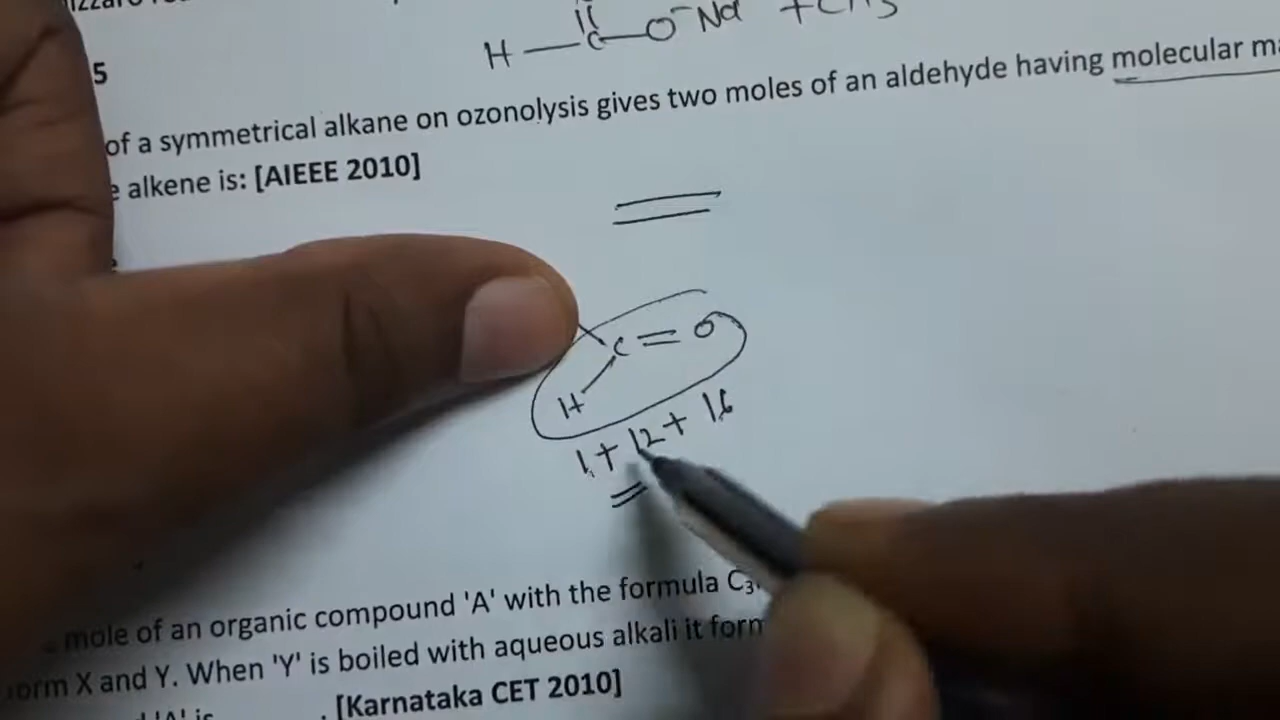 H — C — O⁻Na + CH3
5
of a symmetrical alkane on ozonolysis gives two moles of an aldehyde having molecular
alkene is: [AIEEE 2010]
C = O
H
1 + 12 + 16
=
mole of an organic compound 'A' with the formula C₃
orm X and Y. When 'Y' is boiled with aqueous alkali it form
[Karnataka CET 2010]